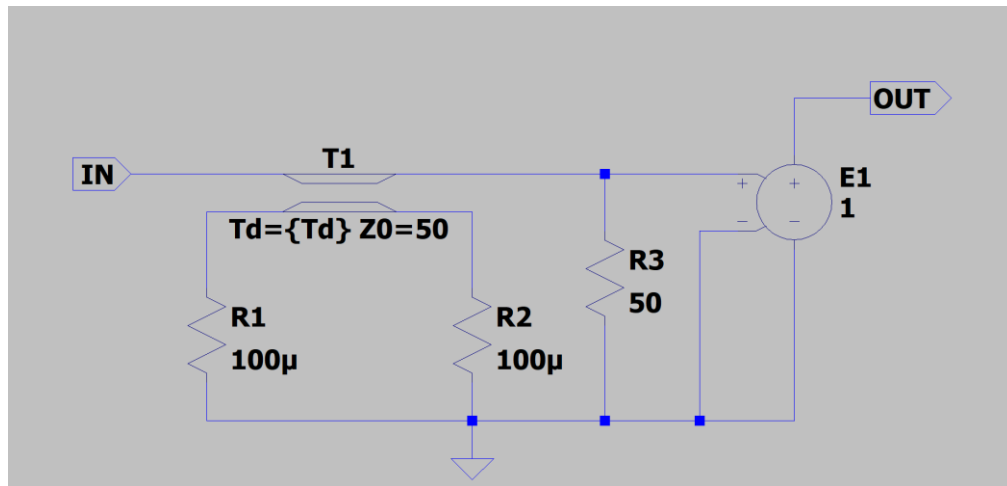 OUT
T1
IN
E1
1
Td={Td} Z0=50
R3
50
R1
100µ
R2
100µ